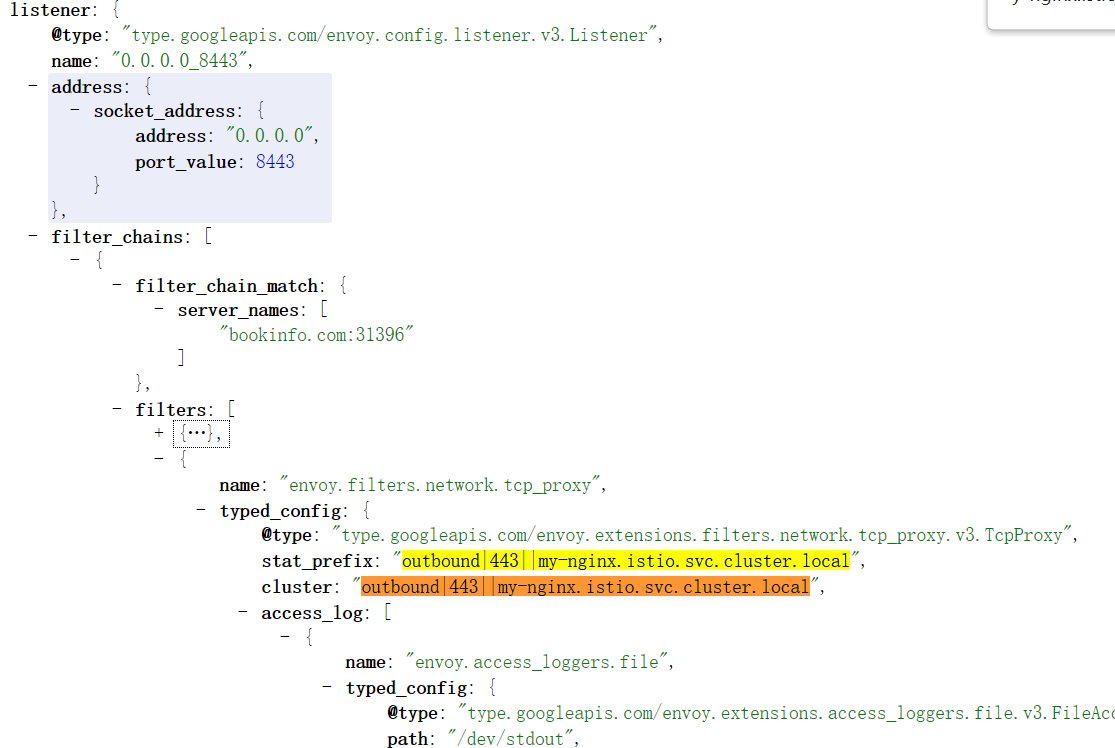 listener: {
@type: "type.googleapis.com/envoy.config.listener.v3.Listener",
name: "0.0.0.0_8443",
- address: {
- socket_address: {
address: "0.0.0.0",
port_value: 8443
}
},
- filter_chains: [
- {
- filter_chain_match: {
- server_names: [
"bookinfo.com:31396"
]
},
- filters: [
+ {…},
- {
name: "envoy.filters.network.tcp_proxy",
- typed_config: {
@type: "type.googleapis.com/envoy.extensions.filters.network.tcp_proxy.v3.TcpProxy",
stat_prefix: "outbound|443||my-nginx.istio.svc.cluster.local",
cluster: "outbound|443||my-nginx.istio.svc.cluster.local",
- access_log: [
- {
name: "envoy.access_loggers.file",
- typed_config: {
@type: "type.googleapis.com/envoy.extensions.access_loggers.file.v3.FileAcc
path: "/dev/stdout",